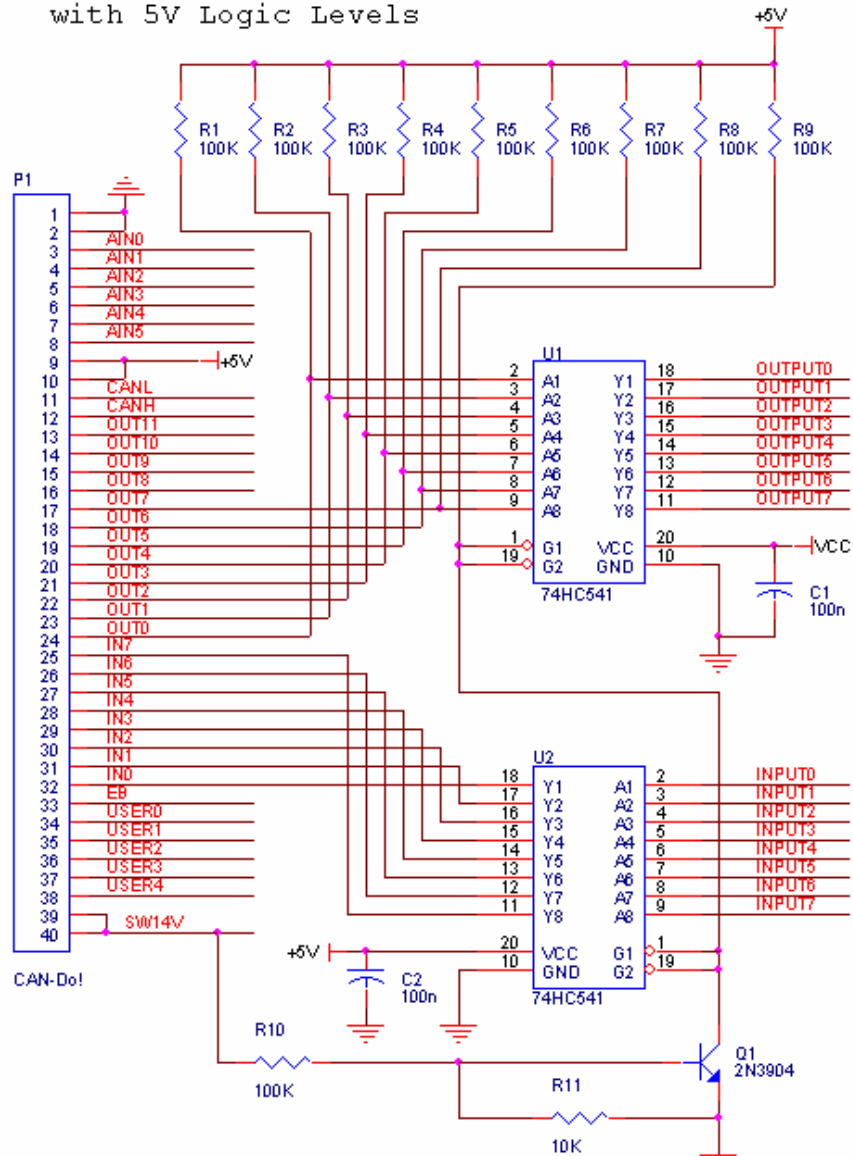 with 5V Logic Levels
+5V
R1 R2 R3 R4 R5 R6 R7 R8 R9
100K 100K 100K 100K 100K 100K 100K 100K 100K
P1
1
2
AIN0
3
AIN1
4
AIN2
5
AIN3
6
AIN4
7
AIN5
8
9 +5V
10
CANL
11
CANH
12
OUT11
13
OUT10
14
OUT9
15
OUT8
16
OUT7
17
OUT6
18
OUT5
19
OUT4
20
OUT3
21
OUT2
22
OUT1
23
OUT0
24
IN7
25
IN6
26
IN5
27
IN4
28
IN3
29
IN2
30
IN1
31
IN0
32
EB
33
USER0
34
USER1
35
USER2
36
USER3
37
USER4
38
39
SW14V
40
CAN-Do!
U1
2 A1 Y1 18 OUTPUT0
3 A2 Y2 17 OUTPUT1
4 A3 Y3 16 OUTPUT2
5 A4 Y4 15 OUTPUT3
6 A5 Y5 14 OUTPUT4
7 A6 Y6 13 OUTPUT5
8 A7 Y7 12 OUTPUT6
9 A8 Y8 11 OUTPUT7
1 G1 VCC 20 VCC
19 G2 GND 10
74HC541
C1
100n
U2
18 Y1 A1 2 INPUT0
17 Y2 A2 3 INPUT1
16 Y3 A3 4 INPUT2
15 Y4 A4 5 INPUT3
14 Y5 A5 6 INPUT4
13 Y6 A6 7 INPUT5
12 Y7 A7 8 INPUT6
11 Y8 A8 9 INPUT7
+5V 20 VCC G1 1
10 GND G2 19
74HC541
C2
100n
R10
100K
Q1
2N3904
R11
10K